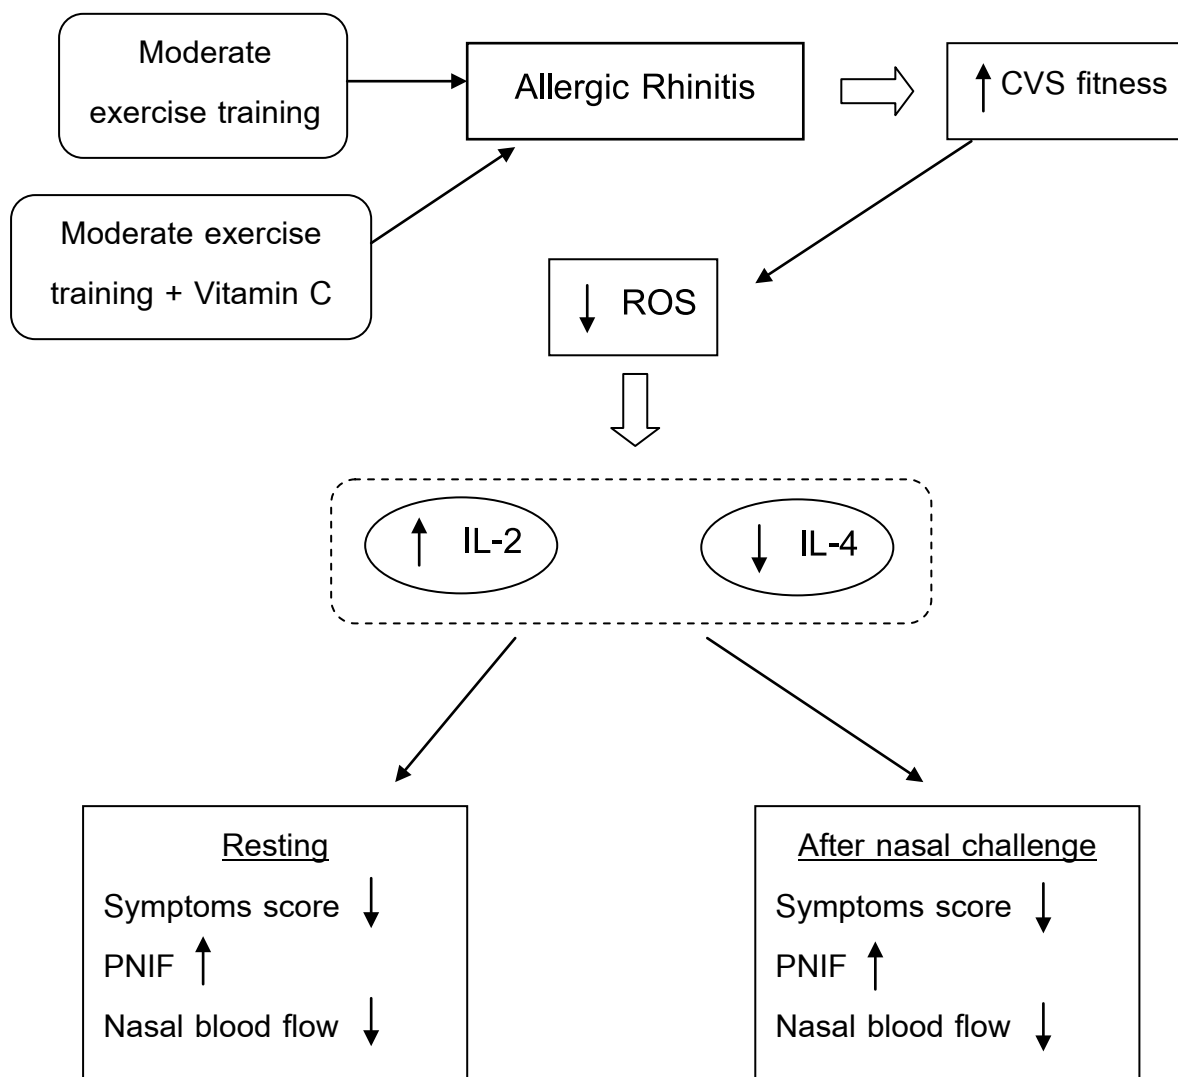 Moderate
exercise training
Allergic Rhinitis
↑ CVS fitness
Moderate exercise
training + Vitamin C
↓ ROS
↑ IL-2
↓ IL-4
Resting
Symptoms score ↓
PNIF ↑
Nasal blood flow ↓
After nasal challenge
Symptoms score ↓
PNIF ↑
Nasal blood flow ↓